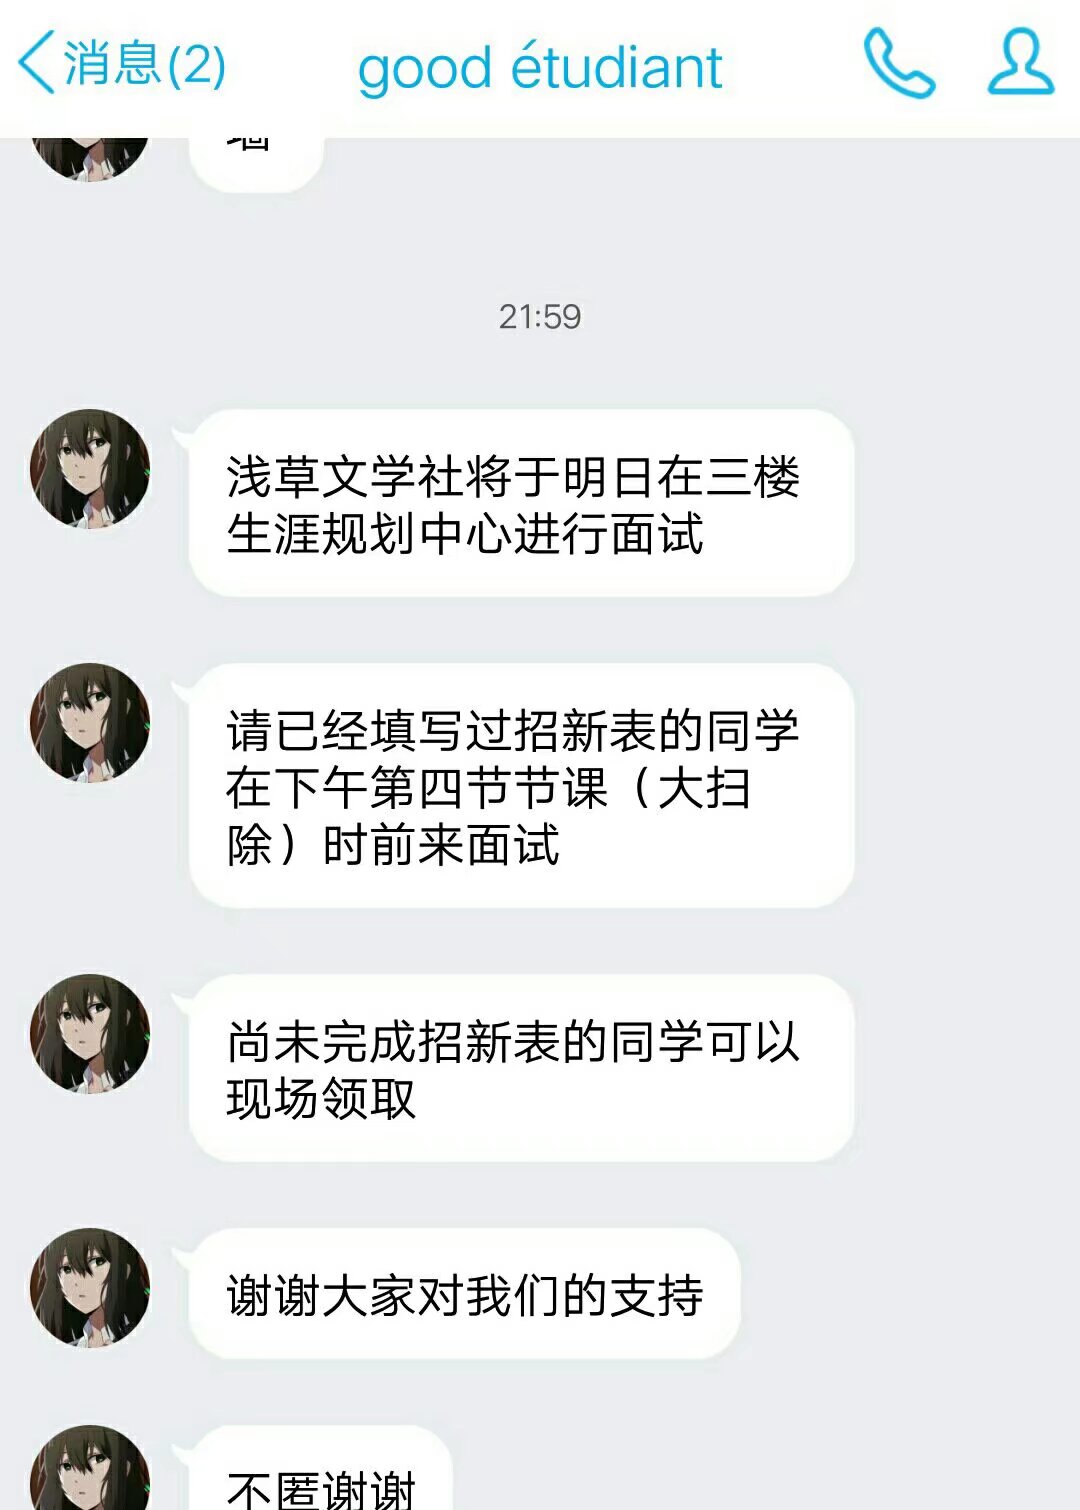 消息(2)
good étudiant
21:59
浅草文学社将于明日在三楼
生涯规划中心进行面试
请已经填写过招新表的同学
在下午第四节节课（大扫
除）时前来面试
尚未完成招新表的同学可以
现场领取
谢谢大家对我们的支持
不匿谢谢